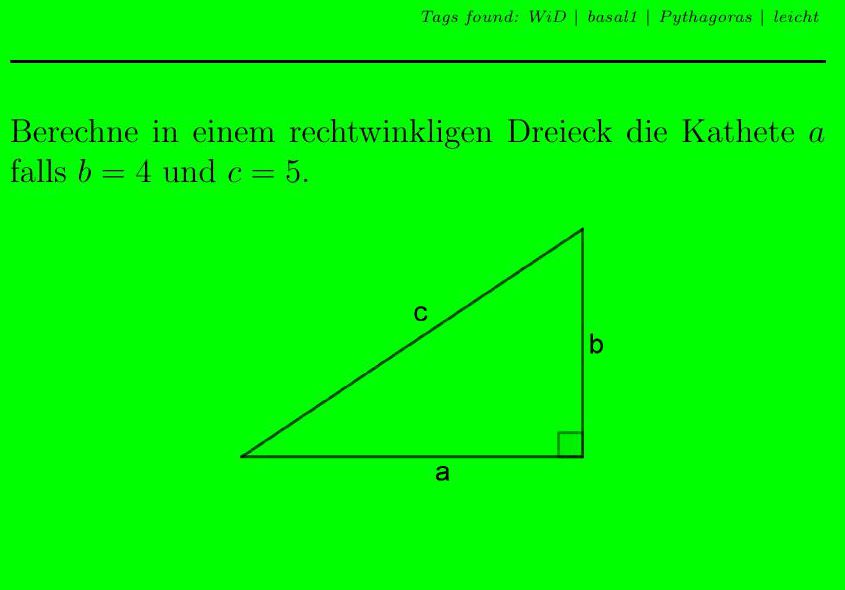 Tags found: WiD | basal1 | Pythagoras | leicht
Berechne in einem rechtwinkligen Dreieck die Kathete a
falls b = 4 und c = 5.
c
b
a